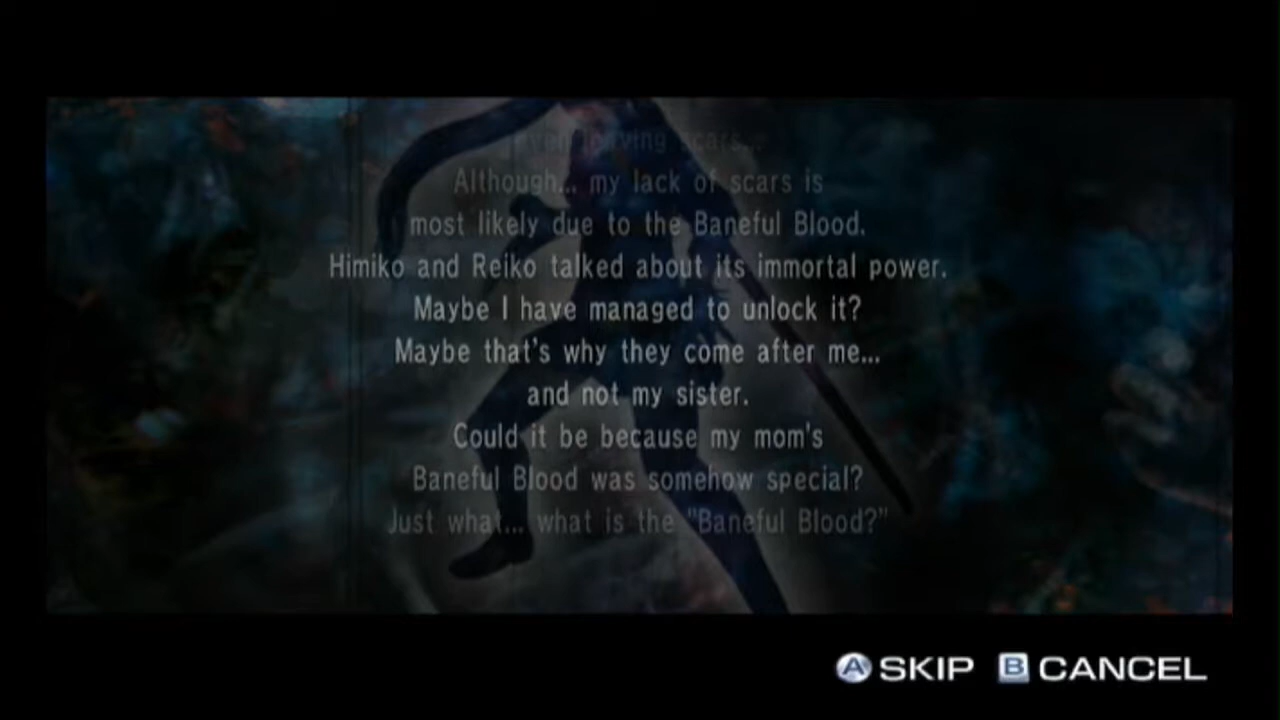 scars...
Although... my lack of scars is
most likely due to the Baneful Blood.
Himiko and Reiko talked about its immortal power.
Maybe I have managed to unlock it?
Maybe that's why they come after me...
and not my sister.
Could it be because my mom's
Baneful Blood was somehow special?
Just what... what is the "Baneful Blood?"
A SKIP B CANCEL